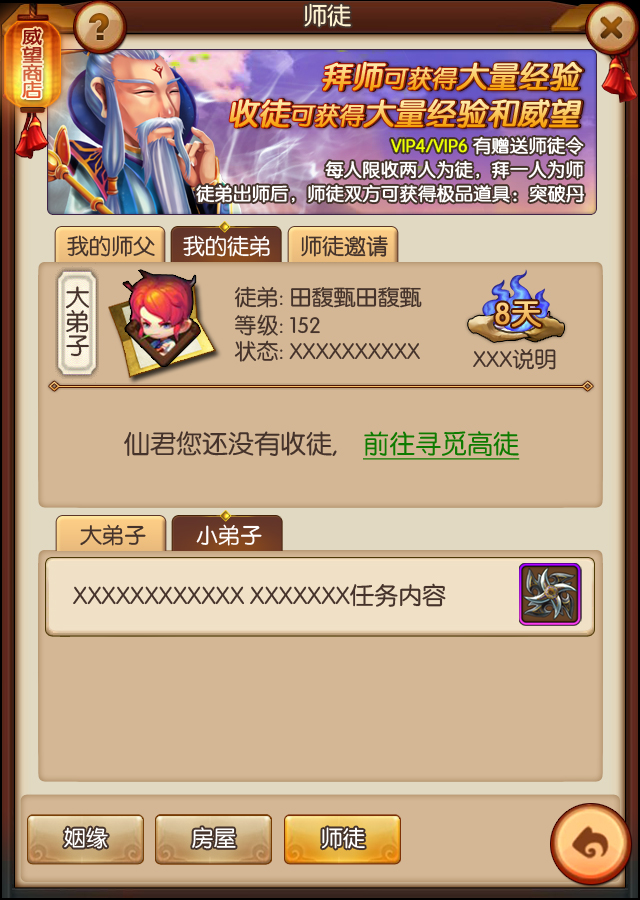 师徒
?
威望商店
拜师可获得大量经验
收徒可获得大量经验和威望
VIP4/VIP6 有赠送师徒令
每人限收两人为徒，拜一人为师
徒弟出师后，师徒双方可获得极品道具：突破丹
我的师父 我的徒弟 师徒邀请
大弟子
徒弟: 田馥甄田馥甄
等级: 152
状态: XXXXXXXXXX
8天
XXX说明
仙君您还没有收徒, 前往寻觅高徒
大弟子 小弟子
XXXXXXXXXXXX XXXXXXX任务内容
姻缘 房屋 师徒